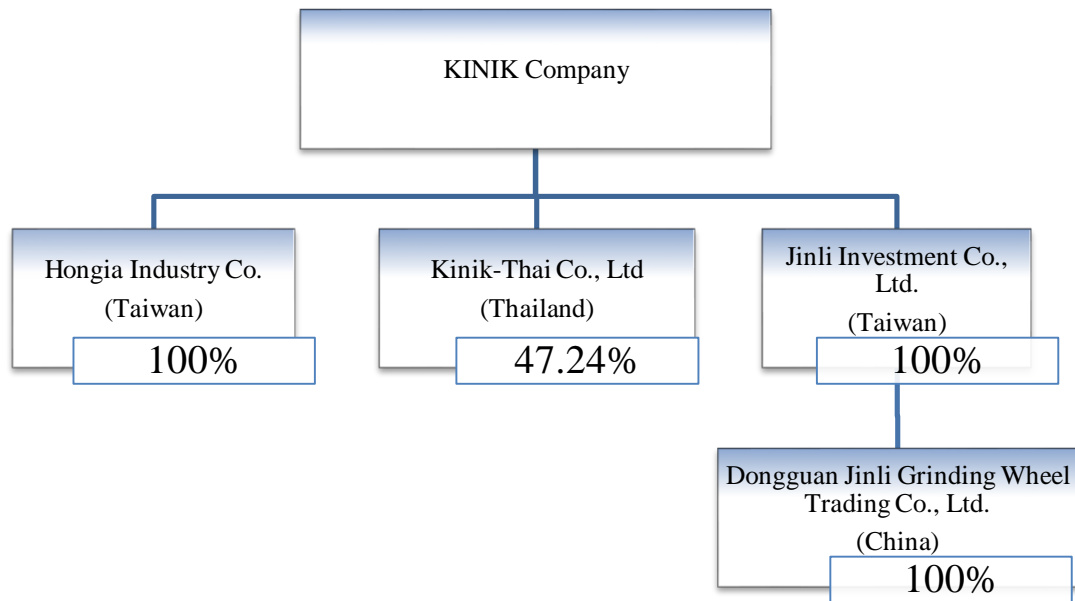 KINIK Company
Hongia Industry Co.
(Taiwan)
100%
Kinik-Thai Co., Ltd
(Thailand)
47.24%
Jinli Investment Co.,
Ltd.
(Taiwan)
100%
Dongguan Jinli Grinding Wheel
Trading Co., Ltd.
(China)
100%